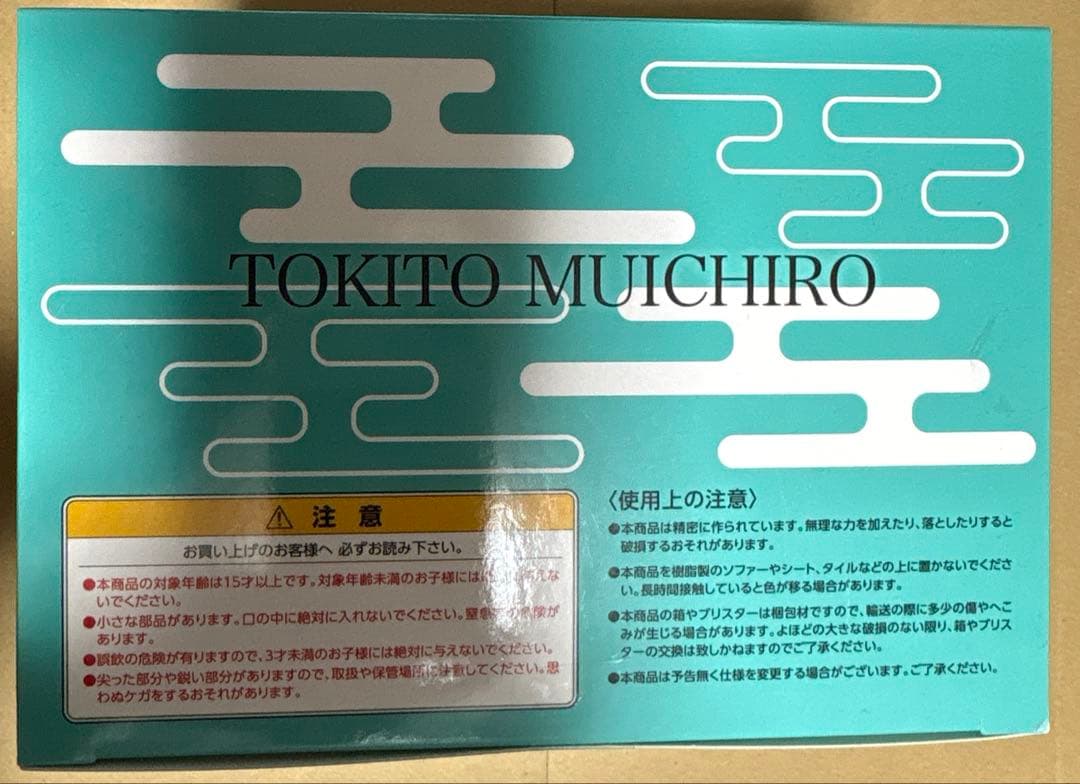 TOKITO MUICHIRO
⚠ 注 意
お買い上げのお客様へ 必ずお読み下さい。
●本商品の対象年齢は15才以上です。対象年齢未満のお子様には絶対に与えな
いでください。
●小さな部品があります。口の中に絶対に入れないでください。窒息等の危険が
あります。
●誤飲の危険が有りますので、3才未満のお子様には絶対に与えないでください。
●尖った部分や鋭い部分がありますので、取扱や保管場所に注意してください。思
わぬケガをするおそれがあります。
〈使用上の注意〉
●本商品は精密に作られています。無理な力を加えたり、落としたりすると
破損するおそれがあります。
●本商品を樹脂製のソファーやシート、タイルなどの上に置かないでくださ
い。長時間接触していると色が移る場合があります。
●本商品の箱やブリスターは梱包材ですので、輸送の際に多少の傷やへこ
みが生じる場合があります。よほどの大きな破損のない限り、箱やブリス
ターの交換は致しかねますのでご了承ください。
●本商品は予告無く仕様を変更する場合がございます。ご了承ください。